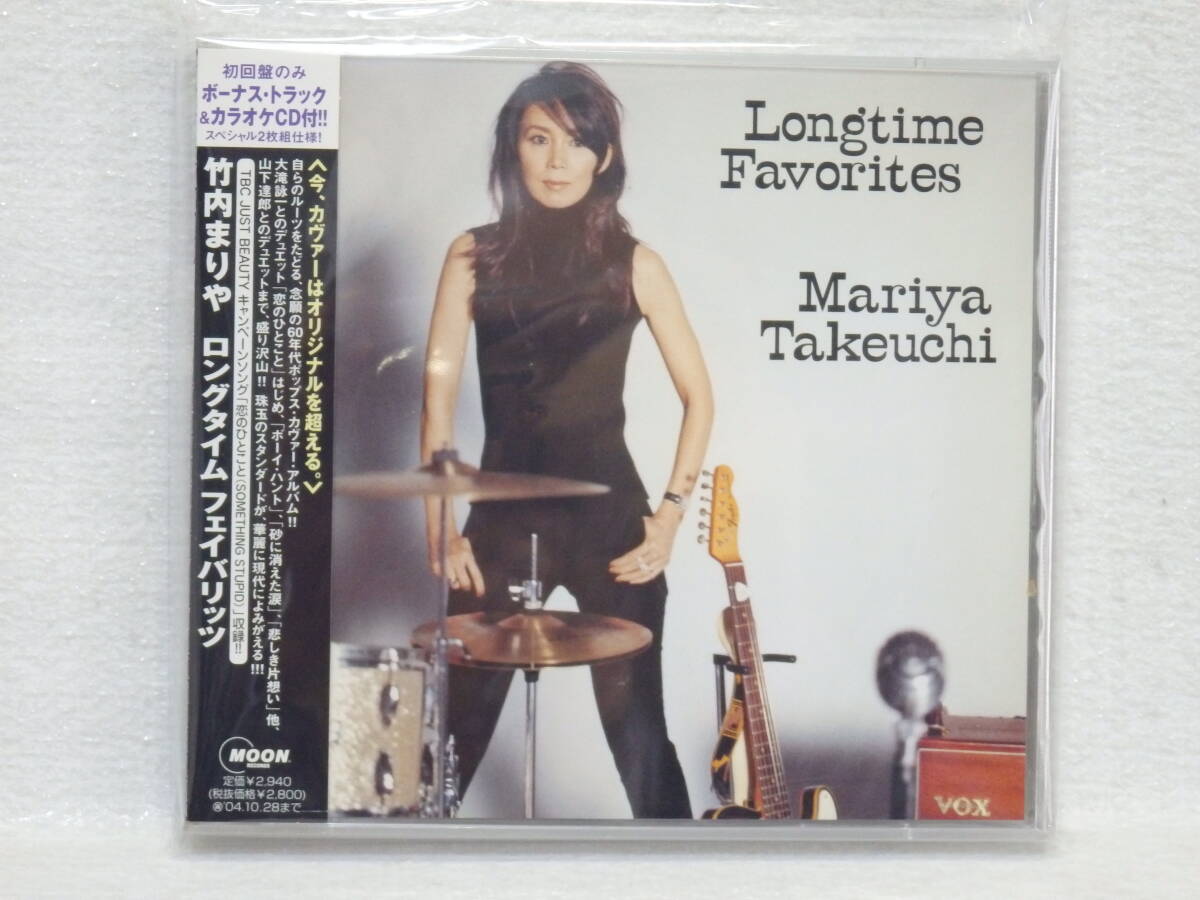 初回盤のみ
ボーナス・トラック
&カラオケCD付!!
スペシャル2枚組仕様!
<今、カヴァーはオリジナルを超える。>
自らのルーツをたどる、念願の60年代ポップス・カヴァー・アルバム!!
大滝詠一とのデュエット「恋のひとこと」はじめ、「ボーイ・ハント」、「砂に消えた涙」、「悲しき片想い」他、
山下達郎とのデュエットまで、盛り沢山!! 珠玉のスタンダードが、華麗に現代によみがえる!!!
TBC JUST BEAUTY キャンペーンソング「恋のひとこと(SOMETHING STUPID)」収録!!
竹内まりや ロングタイム フェイバリッツ
MOON
RECORDS
定価¥2,940
(税抜価格¥2,800)
'04.10.28まで
Longtime
Favorites
Mariya
Takeuchi
VOX